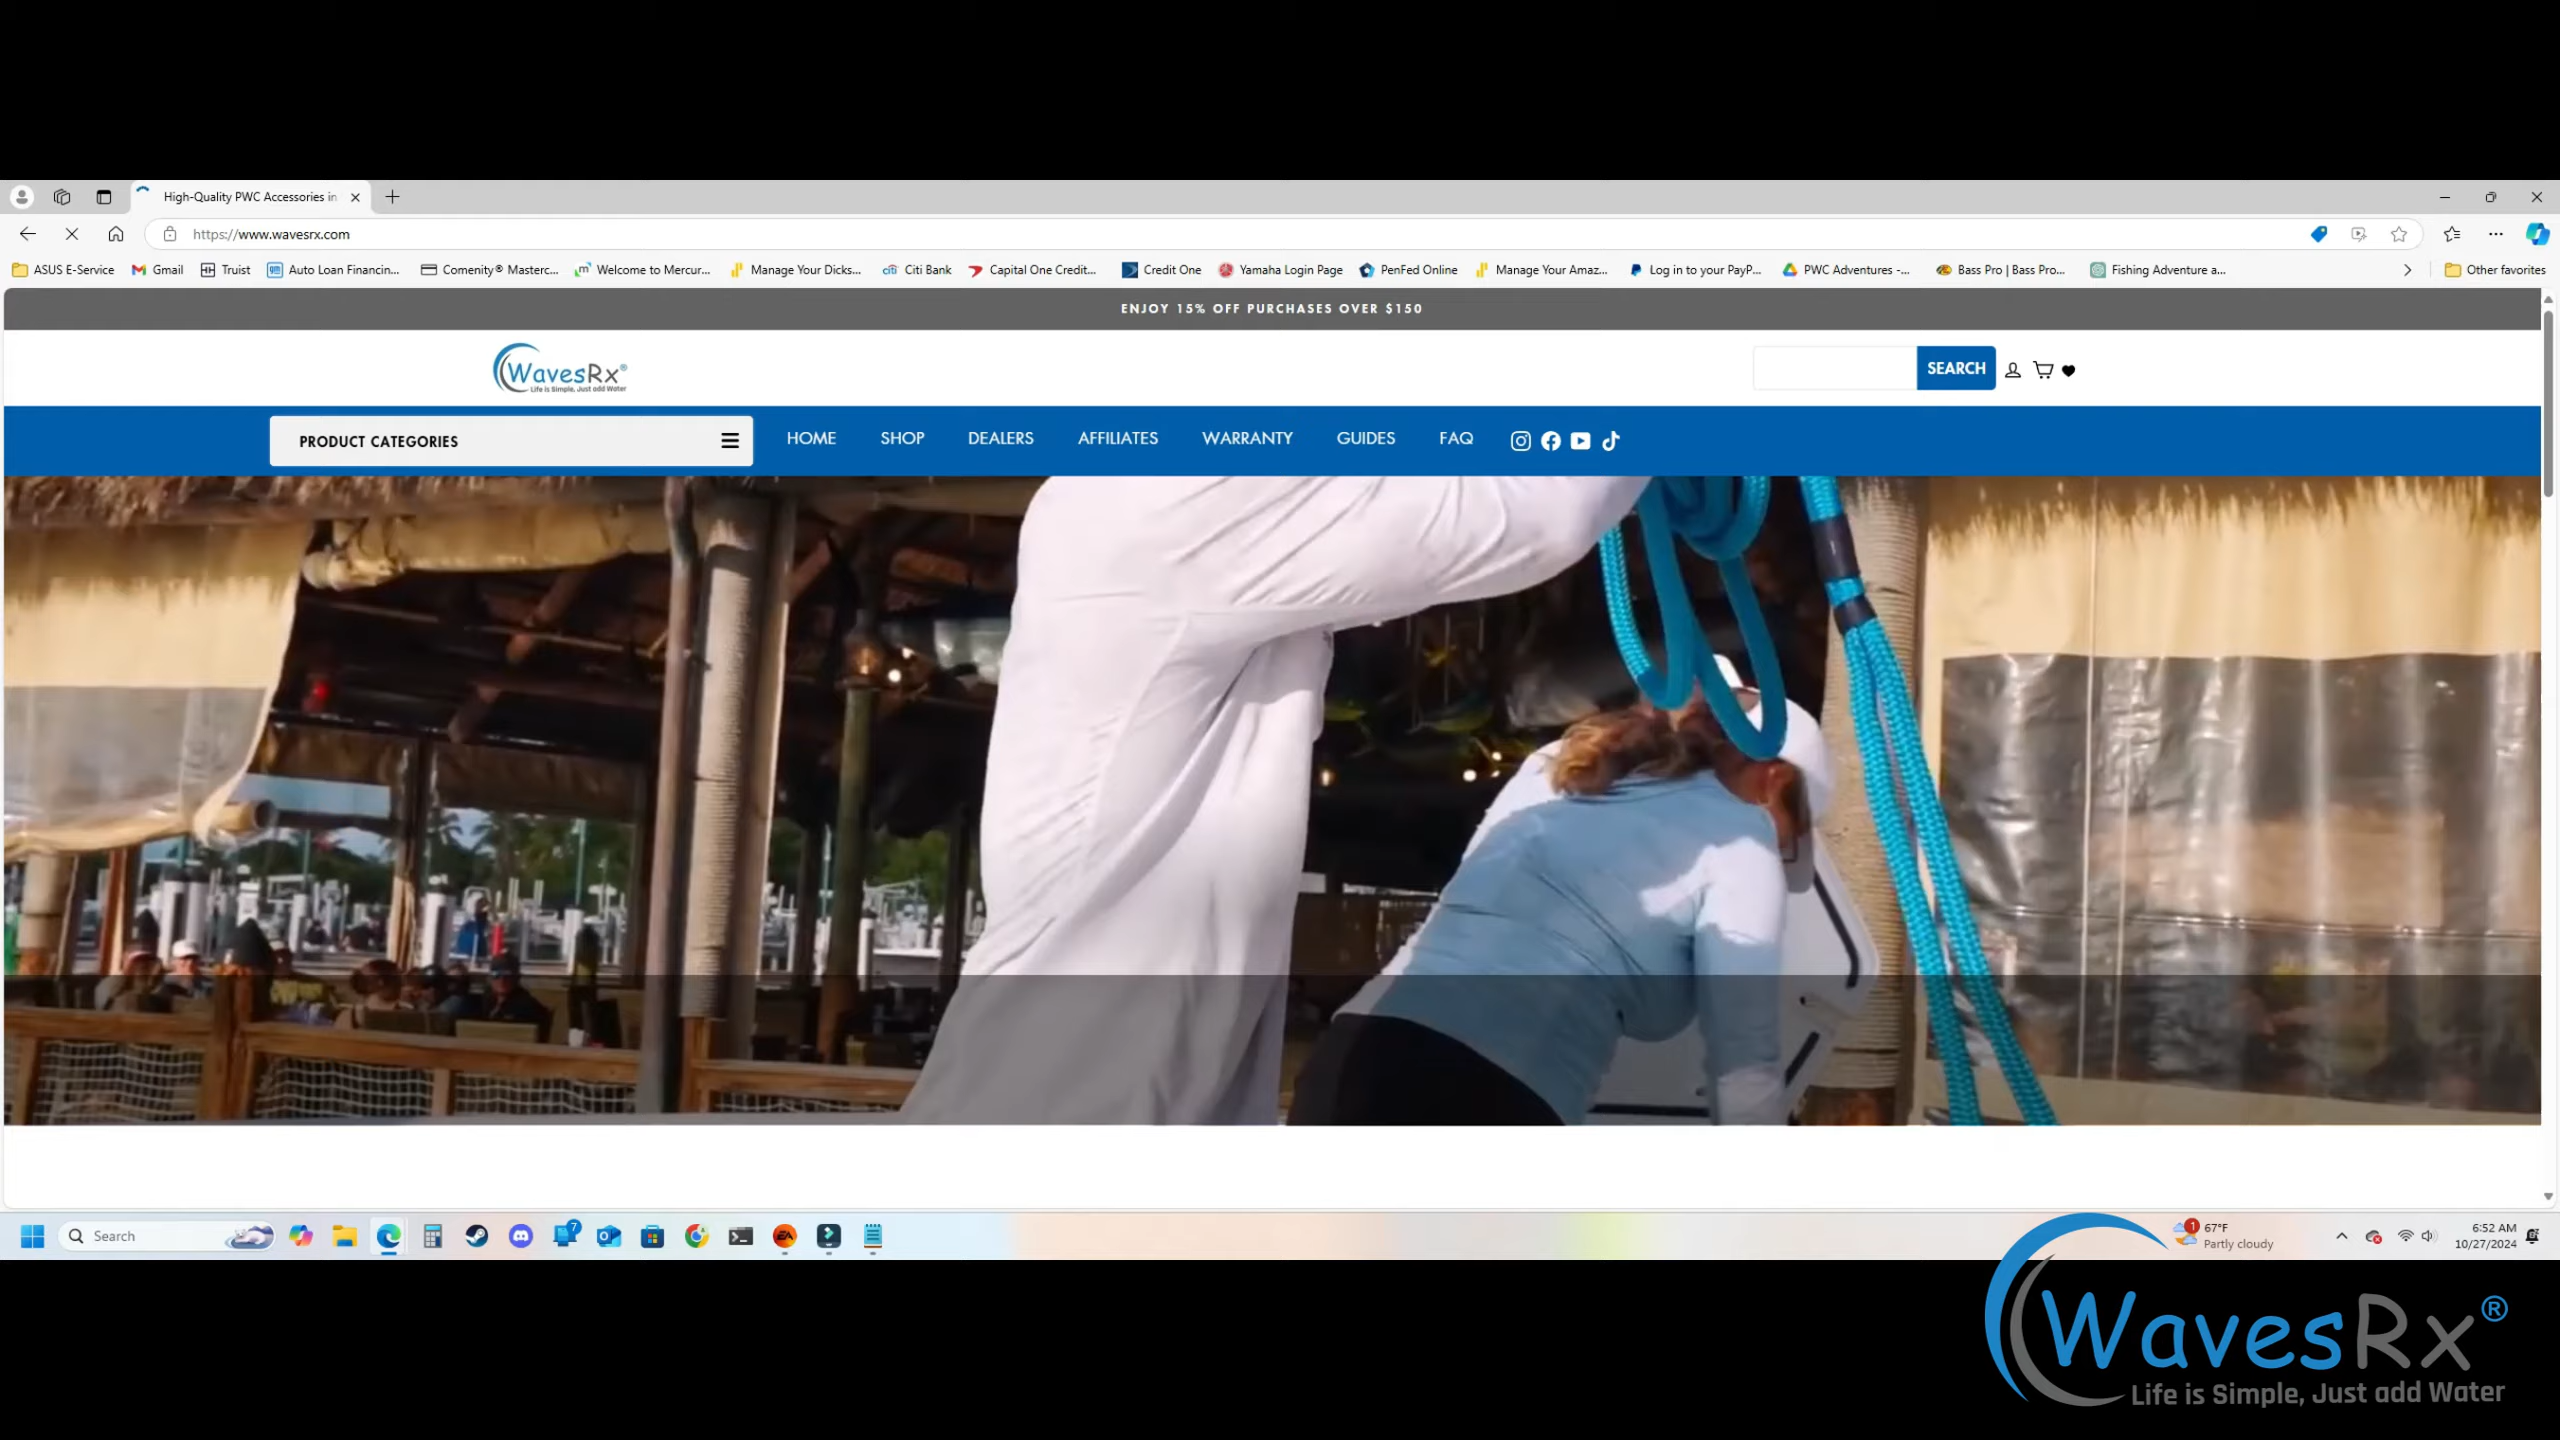 High-Quality PWC Accessories in
https://www.wavesrx.com
ASUS E-Service
Gmail
Truist
Auto Loan Financin...
Comenity® Masterc...
Welcome to Mercur...
Manage Your Dicks...
Citi Bank
Capital One Credit...
Credit One
Yamaha Login Page
PenFed Online
Manage Your Amaz...
Log in to your PayP...
PWC Adventures -...
Bass Pro | Bass Pro...
Fishing Adventure a...
Other favorites
ENJOY 15% OFF PURCHASES OVER $150
WavesRx®
Life is Simple, Just add Water
SEARCH
PRODUCT CATEGORIES
HOME
SHOP
DEALERS
AFFILIATES
WARRANTY
GUIDES
FAQ
Search
7
1
67°F
Partly cloudy
6:52 AM
10/27/2024
WavesRx®
Life is Simple, Just add Water